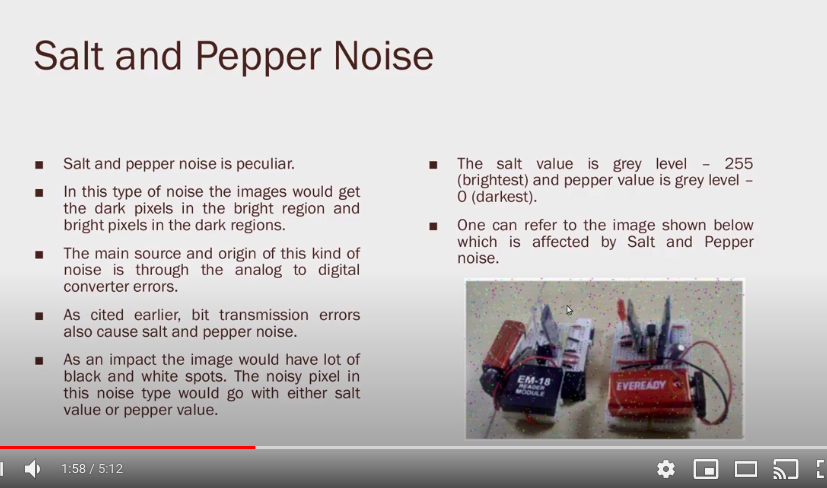 Salt and Pepper Noise
■ Salt and pepper noise is peculiar.
■ In this type of noise the images would get
the dark pixels in the bright region and
bright pixels in the dark regions.
■ The main source and origin of this kind of
noise is through the analog to digital
converter errors.
■ As cited earlier, bit transmission errors
also cause salt and pepper noise.
■ As an impact the image would have lot of
black and white spots. The noisy pixel in
this noise type would go with either salt
value or pepper value.
■ The salt value is grey level – 255
(brightest) and pepper value is grey level –
0 (darkest).
■ One can refer to the image shown below
which is affected by Salt and Pepper
noise.
EM-18
READER
MODULE
EVEREADY
1:58 / 5:12